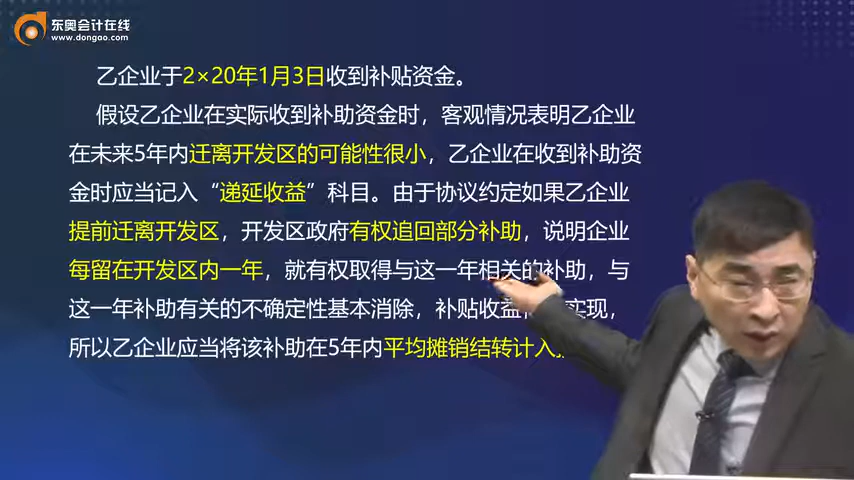 东奥会计在线
www.dongao.com
乙企业于2×20年1月3日收到补贴资金。
假设乙企业在实际收到补助资金时，客观情况表明乙企业
在未来5年内迁离开发区的可能性很小，乙企业在收到补助资
金时应当记入“递延收益”科目。由于协议约定如果乙企业
提前迁离开发区，开发区政府有权追回部分补助，说明企业
每留在开发区内一年，就有权取得与这一年相关的补助，与
这一年补助有关的不确定性基本消除，补贴收益 实现，
所以乙企业应当将该补助在5年内平均摊销结转计入